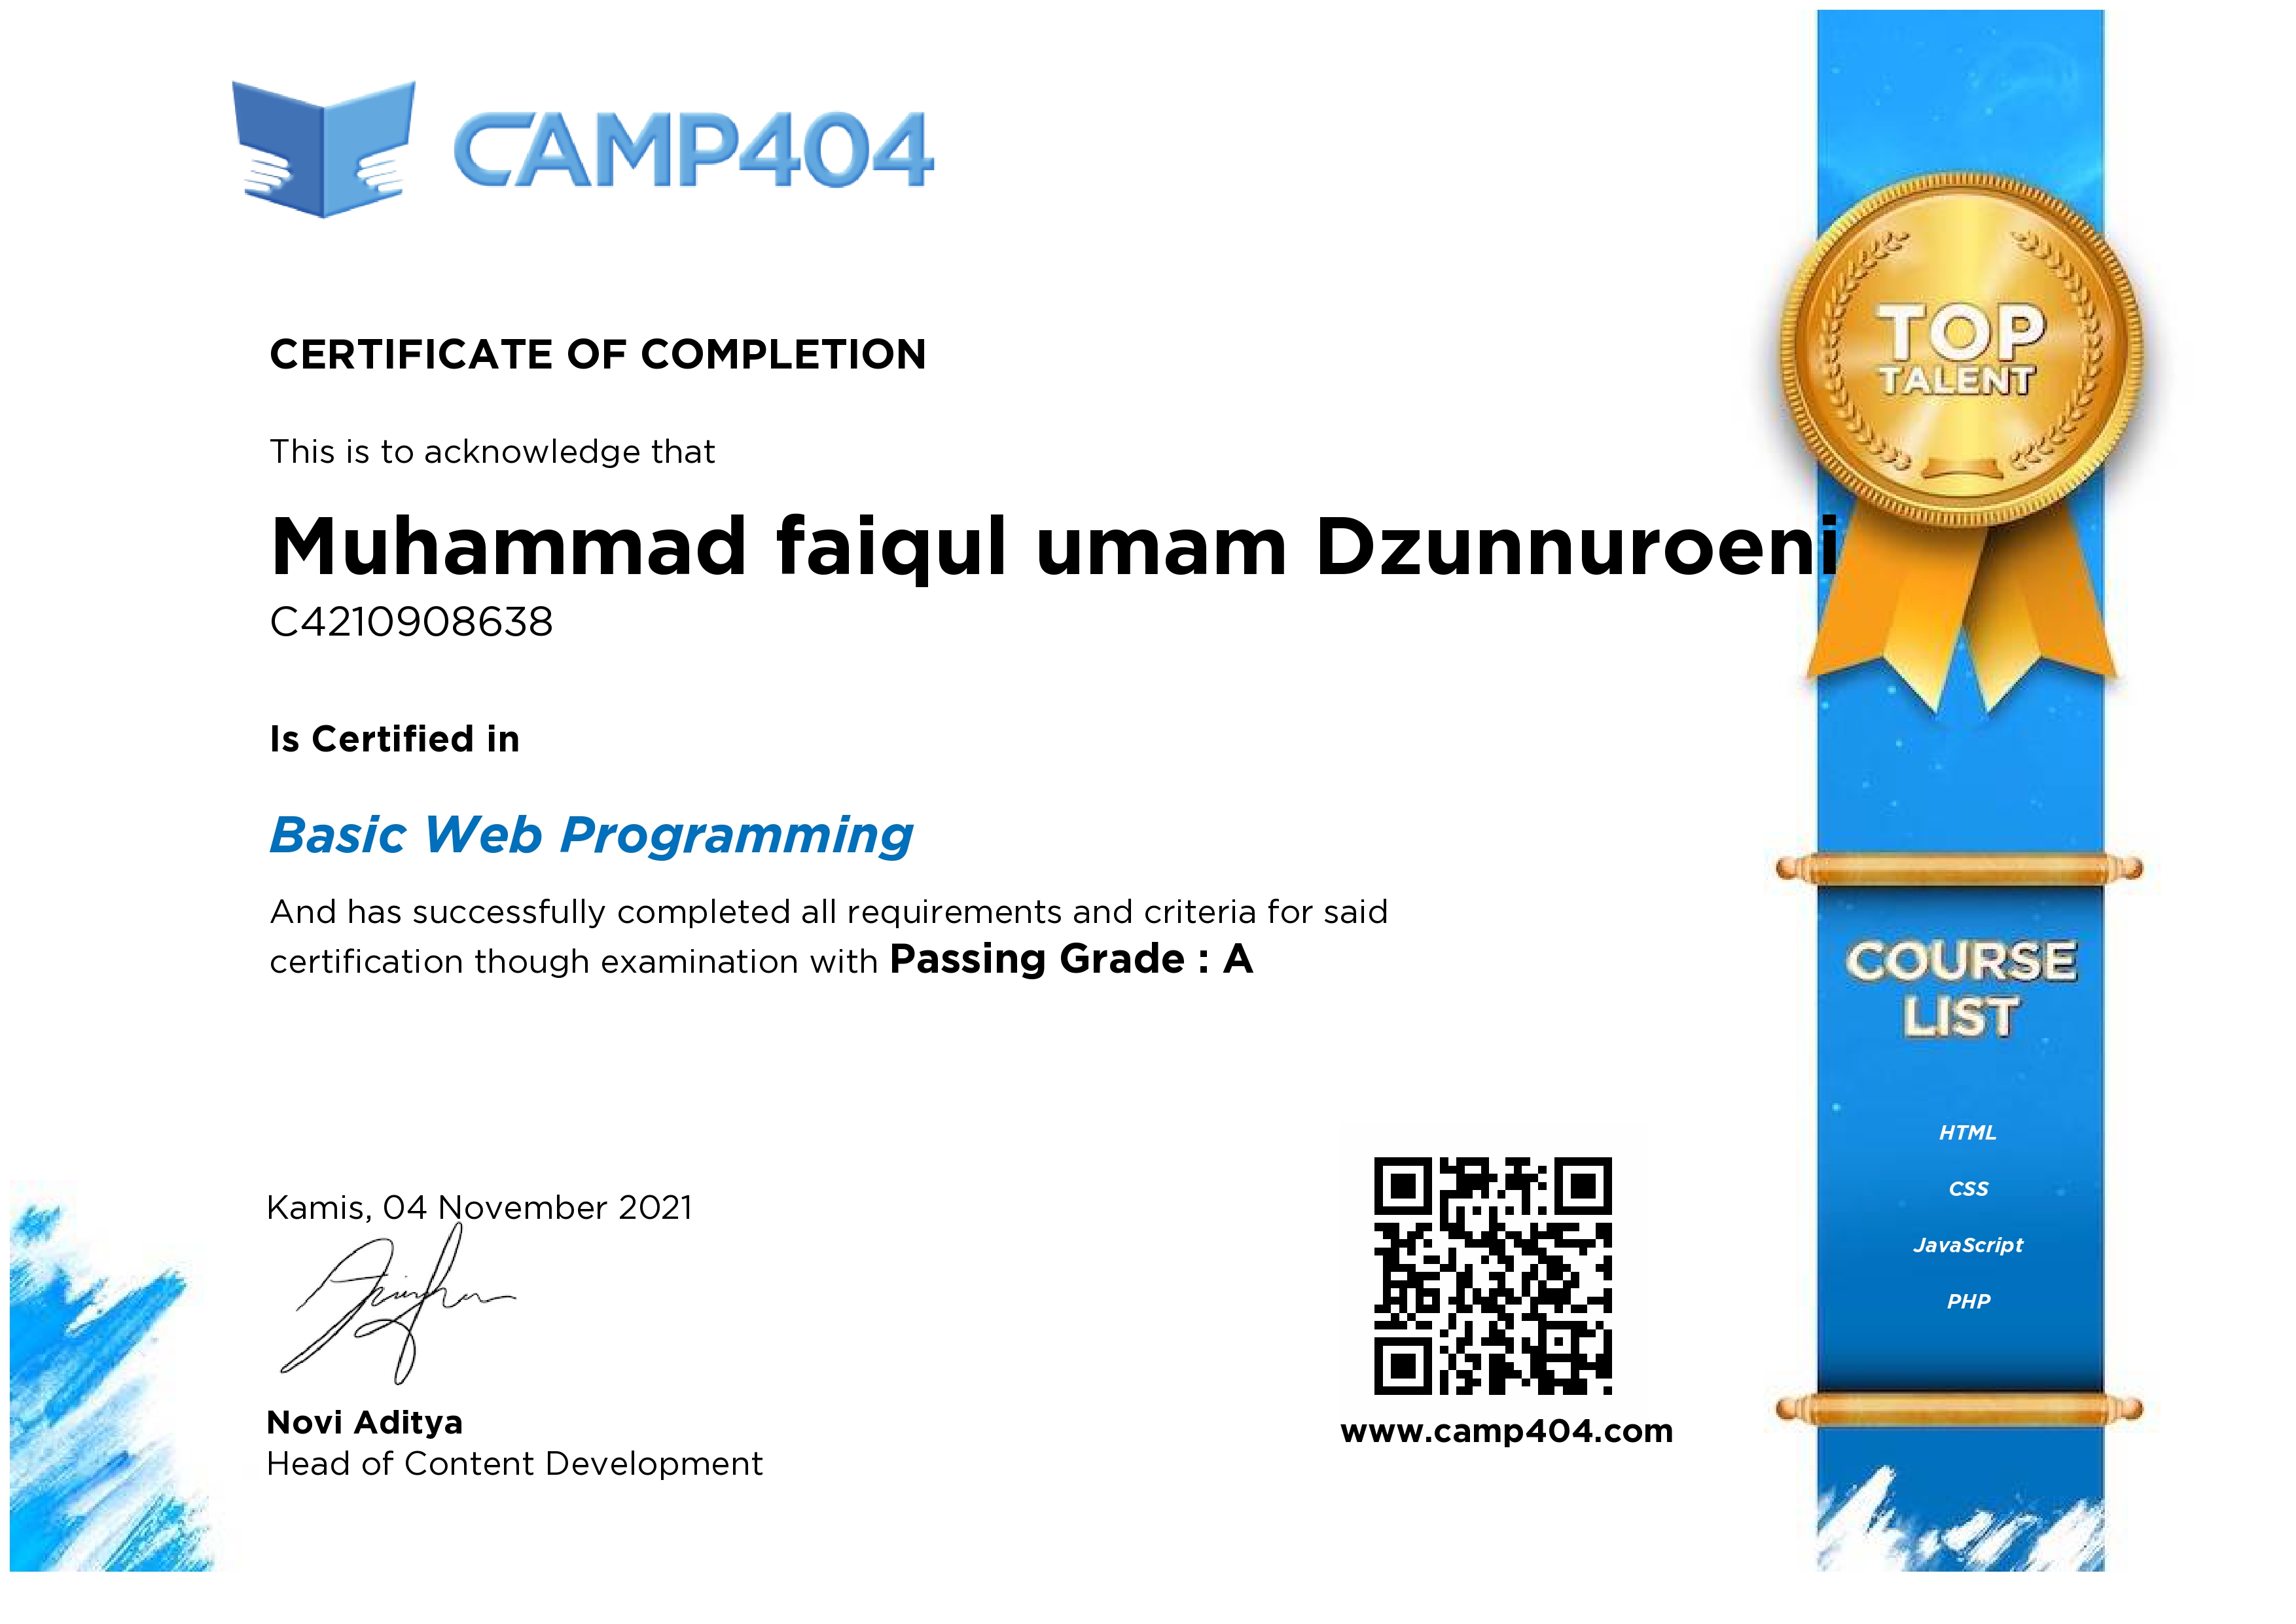 CAMP404
CERTIFICATE OF COMPLETION
This is to acknowledge that
Muhammad faiqul umam Dzunnuroeni
C4210908638
Is Certified in
Basic Web Programming
And has successfully completed all requirements and criteria for said
certification though examination with Passing Grade : A
Kamis, 04 November 2021
Novi Aditya
Head of Content Development
www.camp404.com
TOP
TALENT
COURSE
LIST
HTML
CSS
JavaScript
PHP